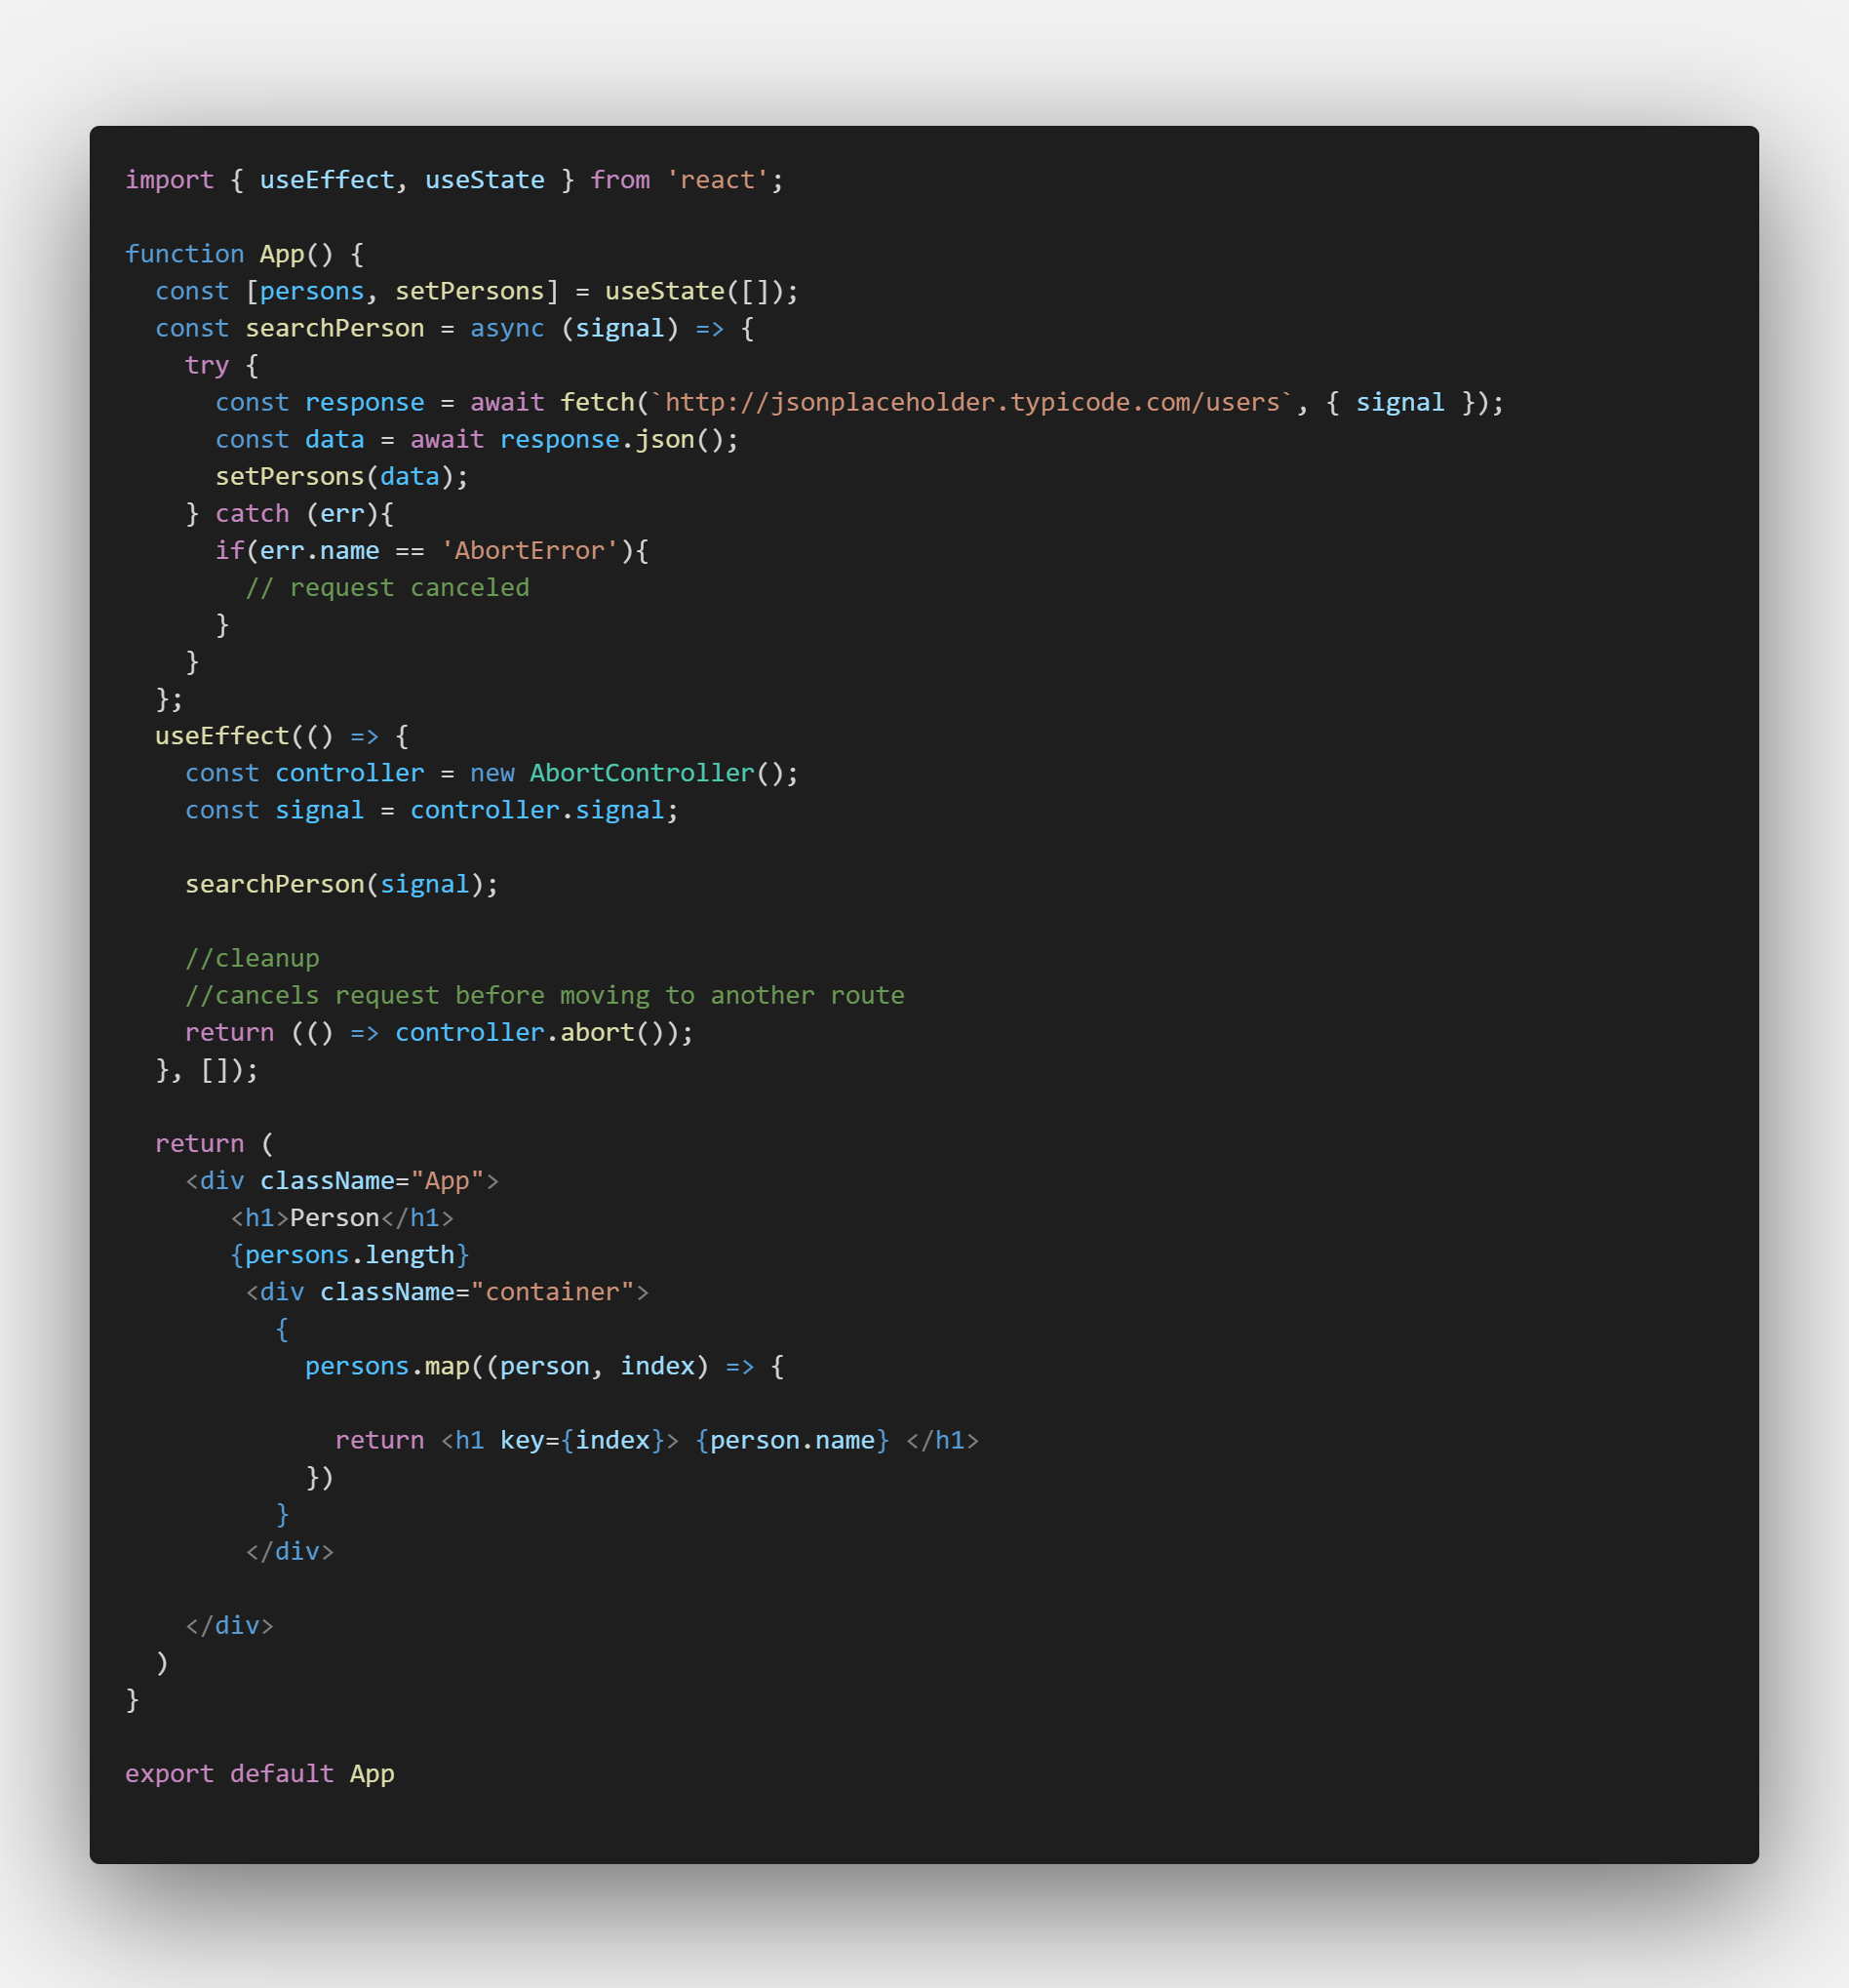 import { useEffect, useState } from 'react';

function App() {
  const [persons, setPersons] = useState([]);
  const searchPerson = async (signal) => {
    try {
      const response = await fetch(`http://jsonplaceholder.typicode.com/users`, { signal });
      const data = await response.json();
      setPersons(data);
    } catch (err){
      if(err.name == 'AbortError'){
        // request canceled
      }
    }
  };
  useEffect(() => {
    const controller = new AbortController();
    const signal = controller.signal;

    searchPerson(signal);

    //cleanup
    //cancels request before moving to another route
    return (() => controller.abort());
  }, []);

  return (
    <div className="App">
       <h1>Person</h1>
       {persons.length}
        <div className="container">
          {
            persons.map((person, index) => {

              return <h1 key={index}> {person.name} </h1>
            })
          }
        </div>

    </div>
  )
}

export default App